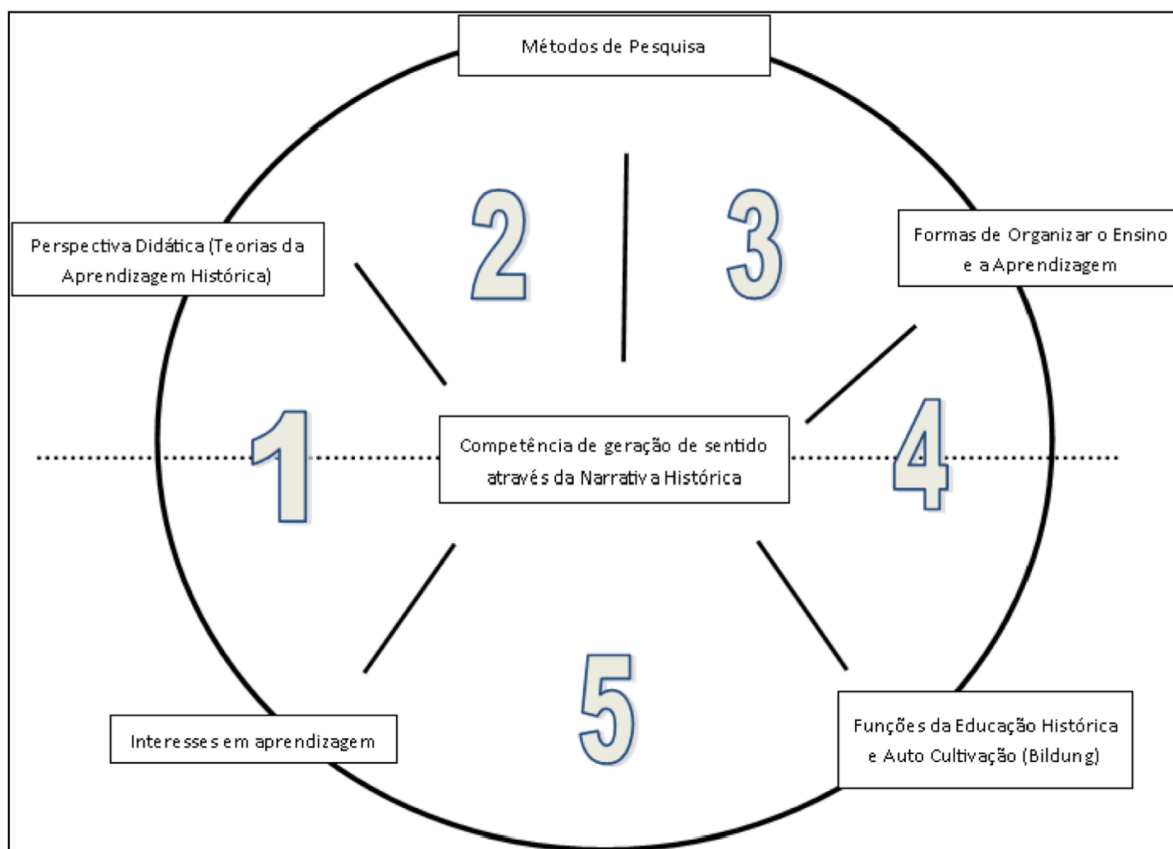 Métodos de Pesquisa
2
3
Perspectiva Didática (Teorias da
Aprendizagem Histórica)
Formas de Organizar o Ensino
e a Aprendizagem
1
Competência de geração de sentido
através da Narrativa Histórica
4
5
Interesses em aprendizagem
Funções da Educação Histórica
e Auto Cultivação (Bildung)